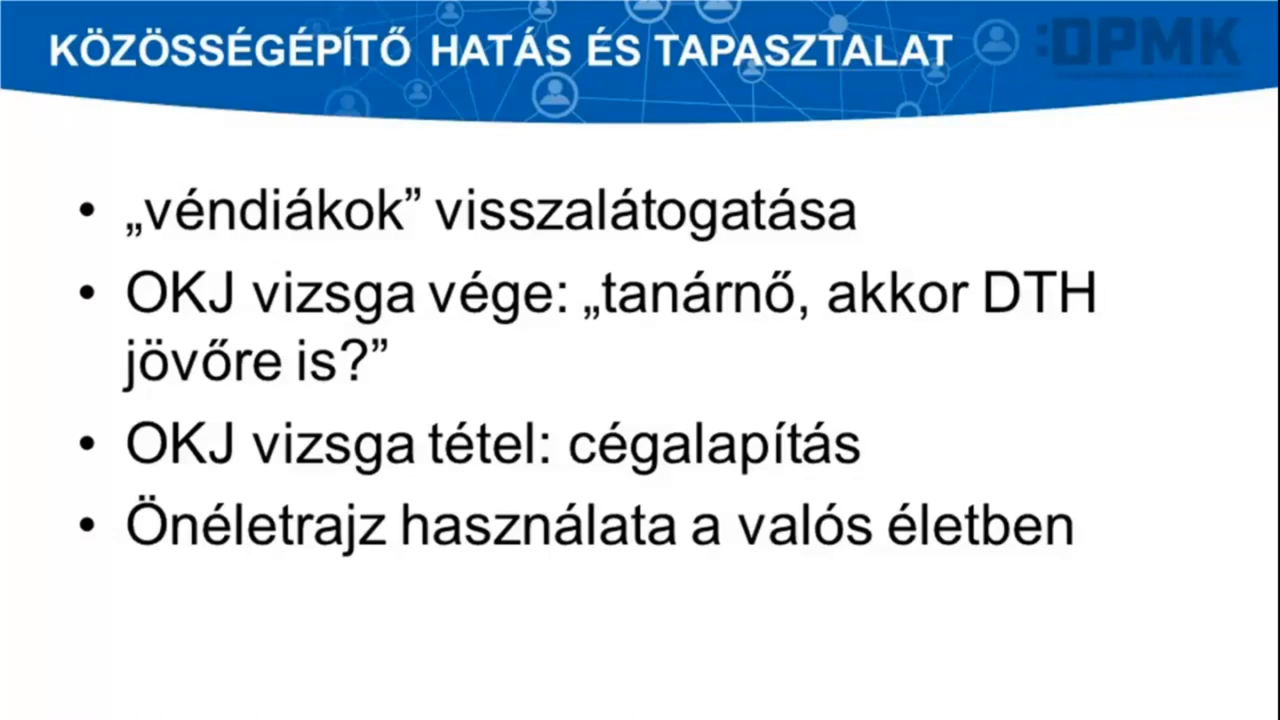 KÖZÖSSÉGÉPÍTŐ HATÁS ÉS TAPASZTALAT
:DPMK
• „véndiákok” visszalátogatása
• OKJ vizsga vége: „tanárnő, akkor DTH
jövőre is?”
• OKJ vizsga tétel: cégalapítás
• Önéletrajz használata a valós életben